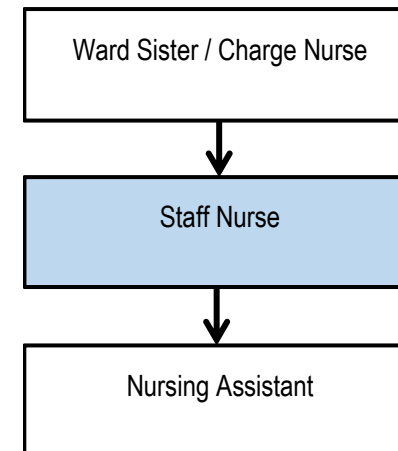 Ward Sister / Charge Nurse
Staff Nurse
Nursing Assistant